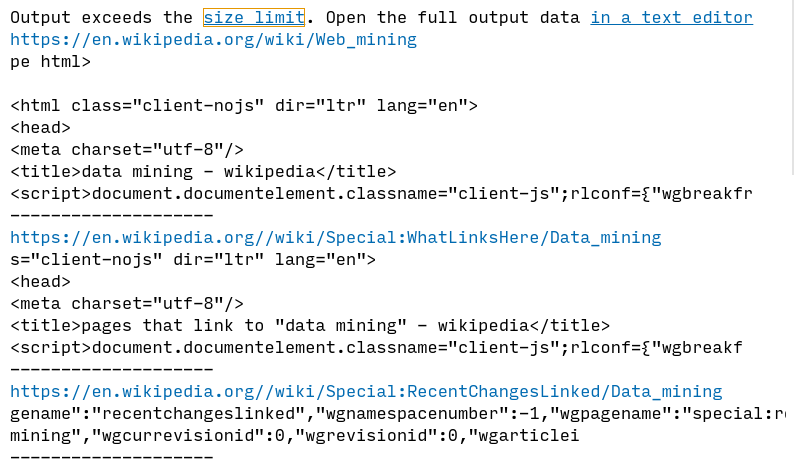 Output exceeds the size limit. Open the full output data in a text editor
https://en.wikipedia.org/wiki/Web_mining
pe html>
<html class="client-nojs" dir="ltr" lang="en">
<head>
<meta charset="utf-8"/>
<title>data mining - wikipedia</title>
<script>document.documentelement.classname="client-js";rlconf={"wgbreakfr
--------------------
https://en.wikipedia.org//wiki/Special:WhatLinksHere/Data_mining
s="client-nojs" dir="ltr" lang="en">
<head>
<meta charset="utf-8"/>
<title>pages that link to "data mining" - wikipedia</title>
<script>document.documentelement.classname="client-js";rlconf={"wgbreakf
--------------------
https://en.wikipedia.org//wiki/Special:RecentChangesLinked/Data_mining
gename":"recentchangeslinked","wgnamespacenumber":-1,"wgpagename":"special:re
mining","wgcurrevisionid":0,"wgrevisionid":0,"wgarticlei
--------------------